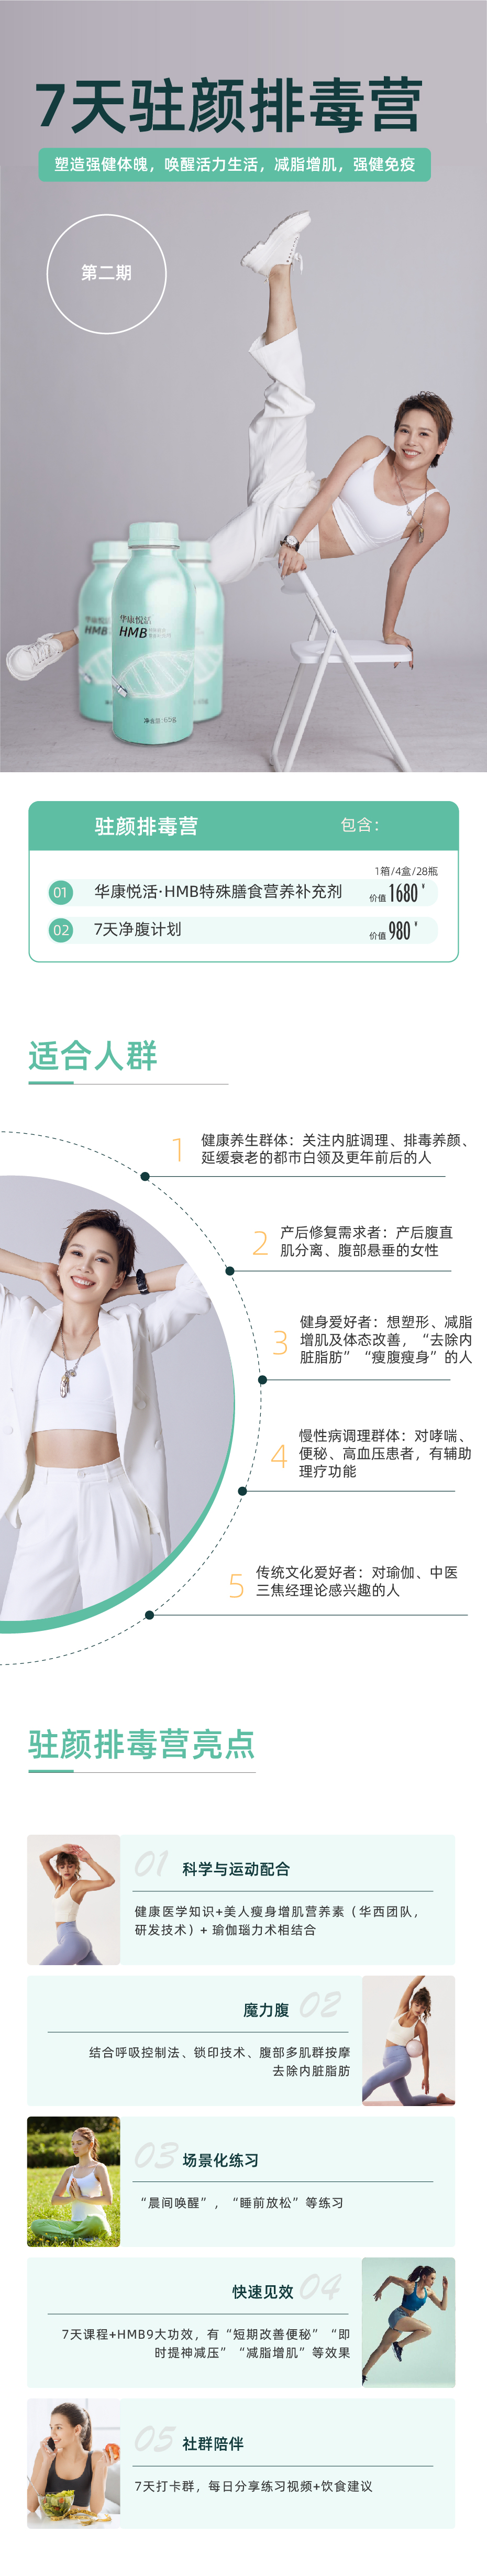 7天驻颜排毒营
塑造强健体魄，唤醒活力生活，减脂增肌，强健免疫
第二期
华康悦活
HMB
HMB
净含量:65g
驻颜排毒营
包含：
1箱/4盒/28瓶
01 华康悦活·HMB特殊膳食营养补充剂 价值 1680 ¥
02 7天净腹计划 价值 980 ¥
适合人群
1
健康养生群体：关注内脏调理、排毒养颜、
延缓衰老的都市白领及更年前后的人
2
产后修复需求者：产后腹直
肌分离、腹部悬垂的女性
3
健身爱好者：想塑形、减脂
增肌及体态改善，“去除内
脏脂肪”“瘦腹瘦身”的人
4
慢性病调理群体：对哮喘、
便秘、高血压患者，有辅助
理疗功能
5
传统文化爱好者：对瑜伽、中医
三焦经理论感兴趣的人
驻颜排毒营亮点
01 科学与运动配合
健康医学知识+美人瘦身增肌营养素（华西团队，
研发技术）+ 瑜伽瑙力术相结合
魔力腹 02
结合呼吸控制法、锁印技术、腹部多肌群按摩
去除内脏脂肪
03 场景化练习
“晨间唤醒”，“睡前放松”等练习
快速见效 04
7天课程+HMB9大功效，有“短期改善便秘”“即
时提神减压”“减脂增肌”等效果
05 社群陪伴
7天打卡群，每日分享练习视频+饮食建议